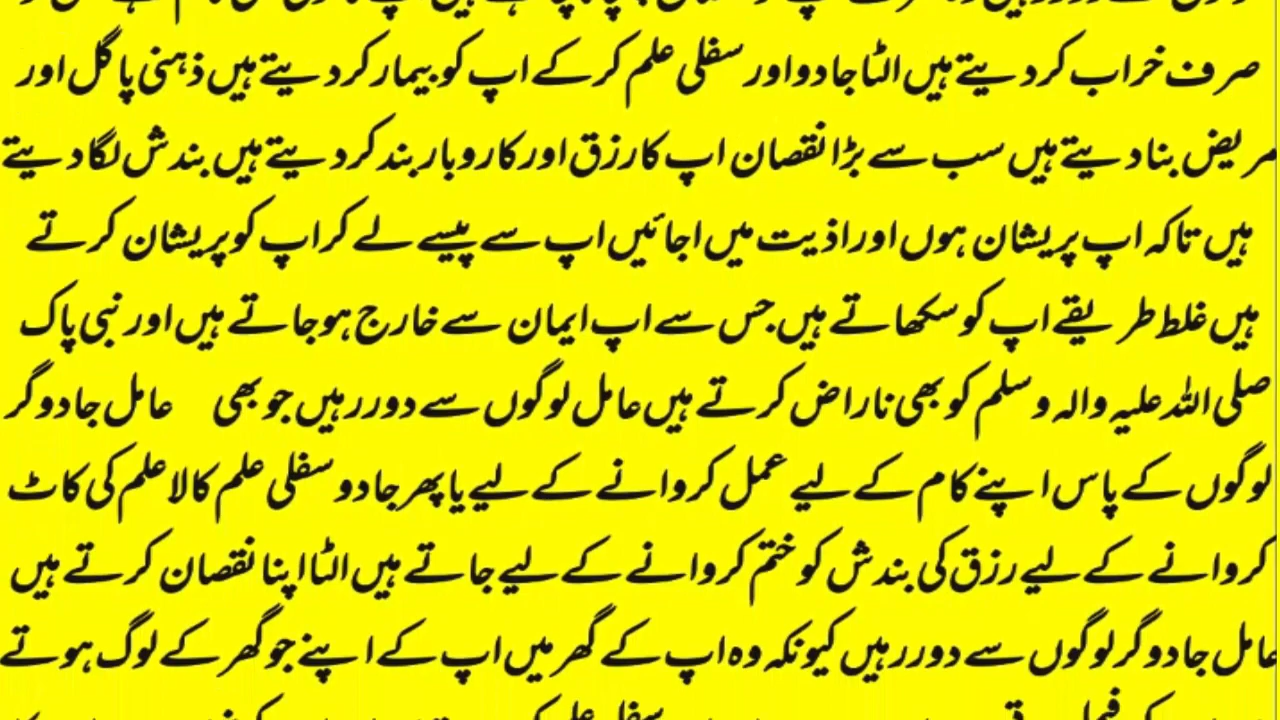 صرف خراب کر دیتے ہیں الٹا جادو اور سفلی علم کر کے اپ کو بیمار کر دیتے ہیں ذہنی پاگل اور
مریض بنا دیتے ہیں سب سے بڑا نقصان اپ کا رزق اور کاروبار بند کر دیتے ہیں بندش لگا دیتے
ہیں تاکہ اپ پریشان ہوں اور اذیت میں اجائیں اپ سے پیسے لے کر اپ کو پریشان کرتے
ہیں غلط طریقے اپ کو سکھاتے ہیں جس سے اپ ایمان سے خارج ہو جاتے ہیں اور نبی پاک
صلی اللہ علیہ والہ وسلم کو بھی ناراض کرتے ہیں عامل لوگوں سے دور رہیں جو بھی عامل جادوگر
لوگوں کے پاس اپنے کام کے لیے عمل کروانے کے لیے یا پھر جادو سفلی علم کالا علم کی کاٹ
کروانے کے لیے رزق کی بندش کو ختم کروانے کے لیے جاتے ہیں الٹا اپنا نقصان کرتے ہیں
عامل جادوگر لوگوں سے دور رہیں کیونکہ وہ اپ کے گھر میں اپ کے اپنے جو گھر کے لوگ ہوتے